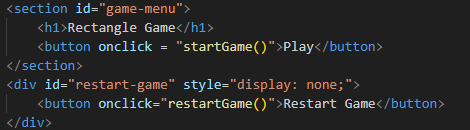 <section id="game-menu">
    <h1>Rectangle Game</h1>
    <button onclick = "startGame()">Play</button>
</section>
<div id="restart-game" style="display: none;">
    <button onclick="restartGame()">Restart Game</button>
</div>